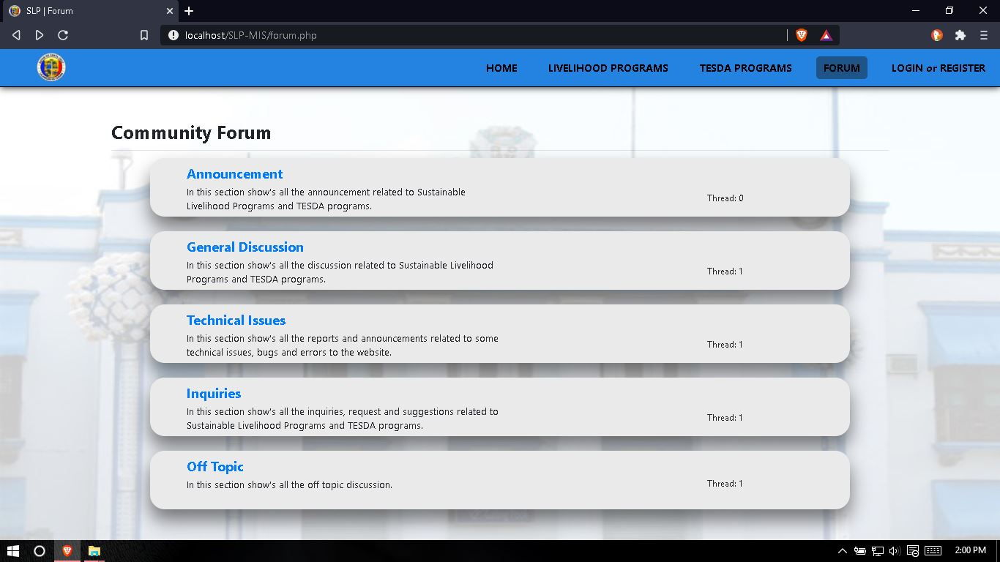 SLP | Forum
localhost/SLP-MIS/forum.php
HOME LIVELIHOOD PROGRAMS TESDA PROGRAMS FORUM LOGIN or REGISTER
Community Forum
Announcement
In this section show's all the announcement related to Sustainable
Livelihood Programs and TESDA programs.
Thread: 0
General Discussion
In this section show's all the discussion related to Sustainable Livelihood
Programs and TESDA programs.
Thread: 1
Technical Issues
In this section show's all the reports and announcements related to some
technical issues, bugs and errors to the website.
Thread: 1
Inquiries
In this section show's all the inquiries, request and suggestions related to
Sustainable Livelihood Programs and TESDA programs.
Thread: 1
Off Topic
In this section show's all the off topic discussion.
Thread: 1
2:00 PM